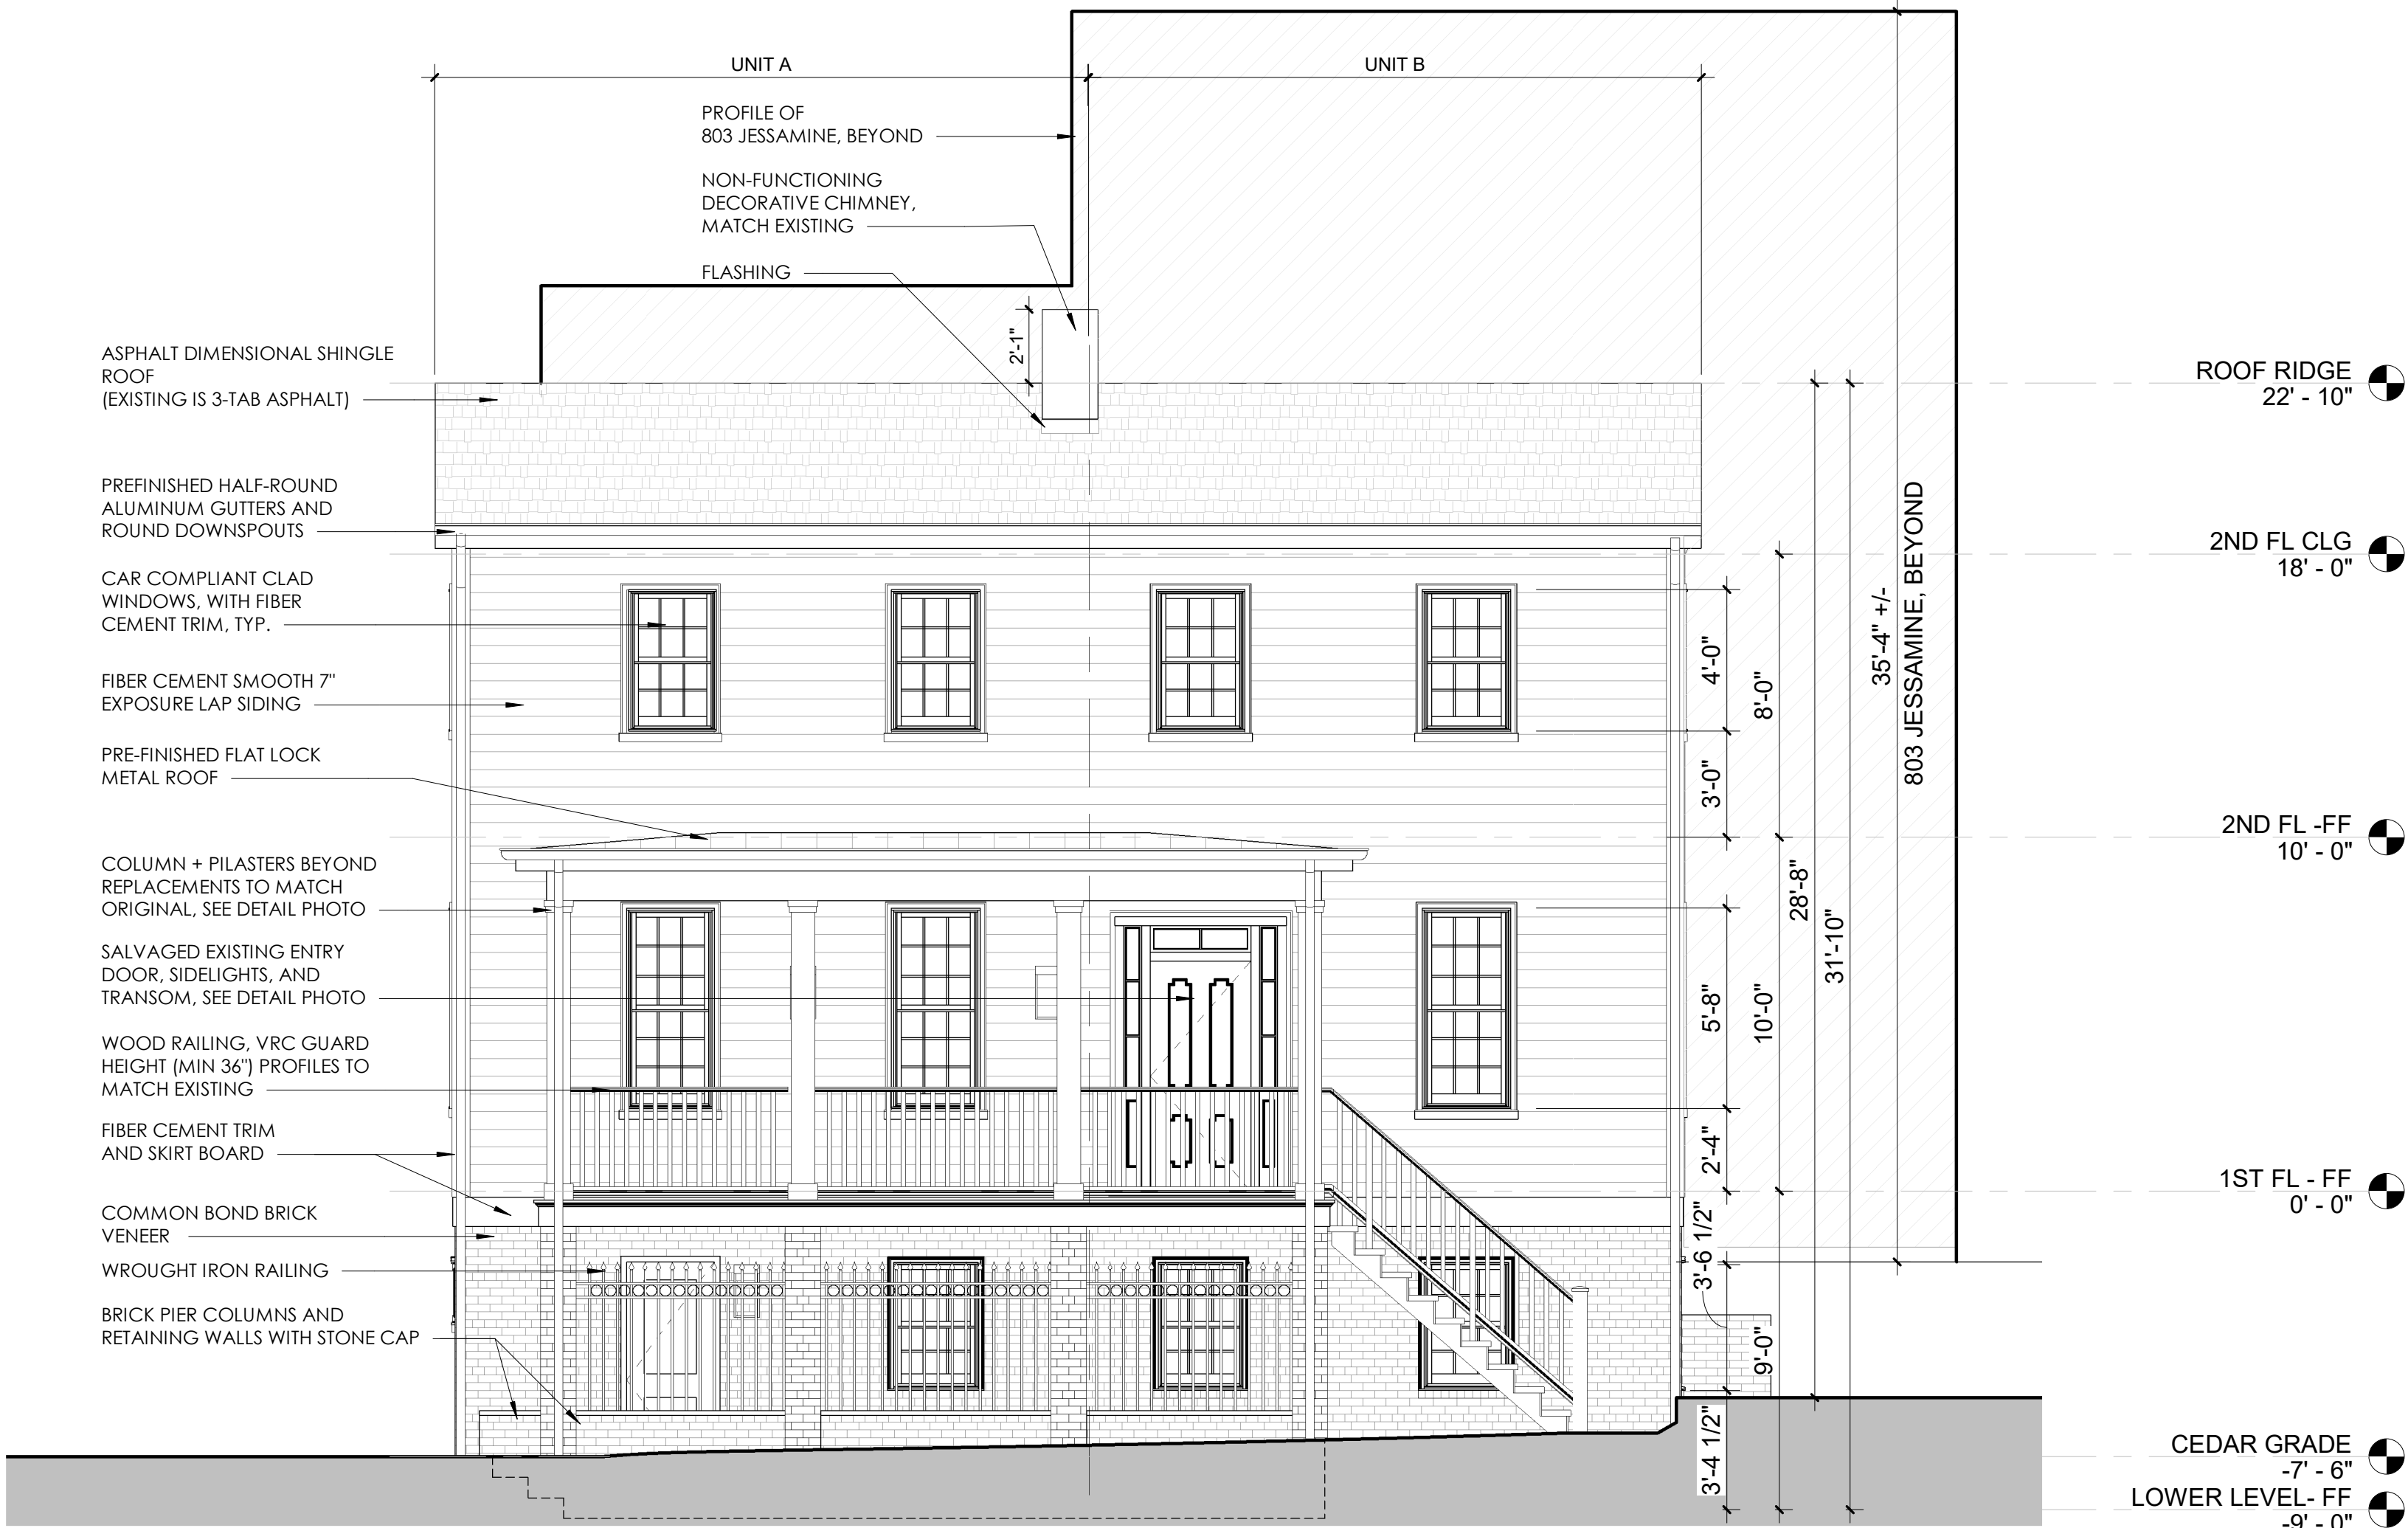 UNIT A
UNIT B
PROFILE OF
803 JESSAMINE, BEYOND
NON-FUNCTIONING
DECORATIVE CHIMNEY,
MATCH EXISTING
FLASHING
2'-1"
ASPHALT DIMENSIONAL SHINGLE
ROOF
(EXISTING IS 3-TAB ASPHALT)
PREFINISHED HALF-ROUND
ALUMINUM GUTTERS AND
ROUND DOWNSPOUTS
CAR COMPLIANT CLAD
WINDOWS, WITH FIBER
CEMENT TRIM, TYP.
FIBER CEMENT SMOOTH 7"
EXPOSURE LAP SIDING
PRE-FINISHED FLAT LOCK
METAL ROOF
COLUMN + PILASTERS BEYOND
REPLACEMENTS TO MATCH
ORIGINAL, SEE DETAIL PHOTO
SALVAGED EXISTING ENTRY
DOOR, SIDELIGHTS, AND
TRANSOM, SEE DETAIL PHOTO
WOOD RAILING, VRC GUARD
HEIGHT (MIN 36") PROFILES TO
MATCH EXISTING
FIBER CEMENT TRIM
AND SKIRT BOARD
COMMON BOND BRICK
VENEER
WROUGHT IRON RAILING
BRICK PIER COLUMNS AND
RETAINING WALLS WITH STONE CAP
4'-0"
3'-0"
5'-8"
2'-4"
3'-6 1/2"
3'-4 1/2"
8'-0"
10'-0"
9'-0"
28'-8"
31'-10"
35'-4" +/-
803 JESSAMINE, BEYOND
ROOF RIDGE
22' - 10"
2ND FL CLG
18' - 0"
2ND FL -FF
10' - 0"
1ST FL - FF
0' - 0"
CEDAR GRADE
-7' - 6"
LOWER LEVEL- FF
-9' - 0"